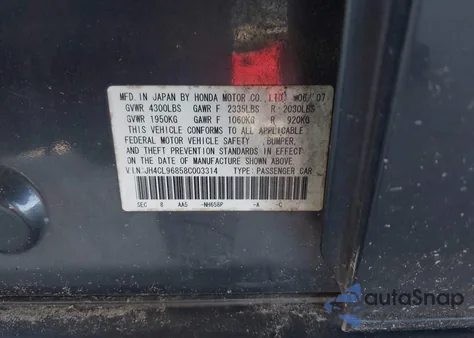 MFD. IN JAPAN BY HONDA MOTOR CO.,LTD. 06/07
GVWR 4300LBS GAWR F 2335LBS R 2030LBS
GVWR 1950KG GAWR F 1060KG R 920KG
THIS VEHICLE CONFORMS TO ALL APPLICABLE
FEDERAL MOTOR VEHICLE SAFETY, BUMPER,
AND THEFT PREVENTION STANDARDS IN EFFECT
ON THE DATE OF MANUFACTURE SHOWN ABOVE.
V.I.N:JH4CL96858C003314 TYPE:PASSENGER CAR
SEC 8 AA5 -NH658P -A -C
autoSnap